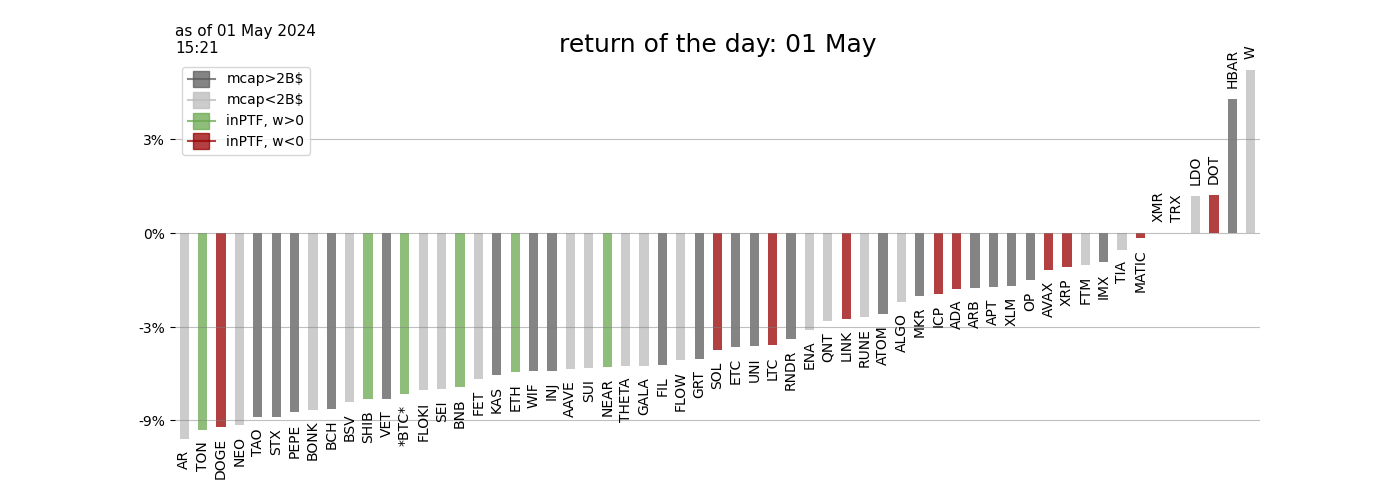 as of 01 May 2024
15:21
return of the day: 01 May
mcap>2B$
mcap<2B$
inPTF, w>0
inPTF, w<0
3%
0%
-3%
-9%
AR
TON
DOGE
NEO
TAO
STX
PEPE
BONK
BCH
BSV
SHIB
VET
*BTC*
FLOKI
SEI
BNB
FET
KAS
ETH
WIF
INJ
AAVE
SUI
NEAR
THETA
GALA
FIL
FLOW
GRT
SOL
ETC
UNI
LTC
RNDR
ENA
QNT
LINK
RUNE
ATOM
ALGO
MKR
ICP
ADA
ARB
APT
XLM
OP
AVAX
XRP
FTM
IMX
TIA
MATIC
XMR
TRX
LDO
DOT
HBAR
W